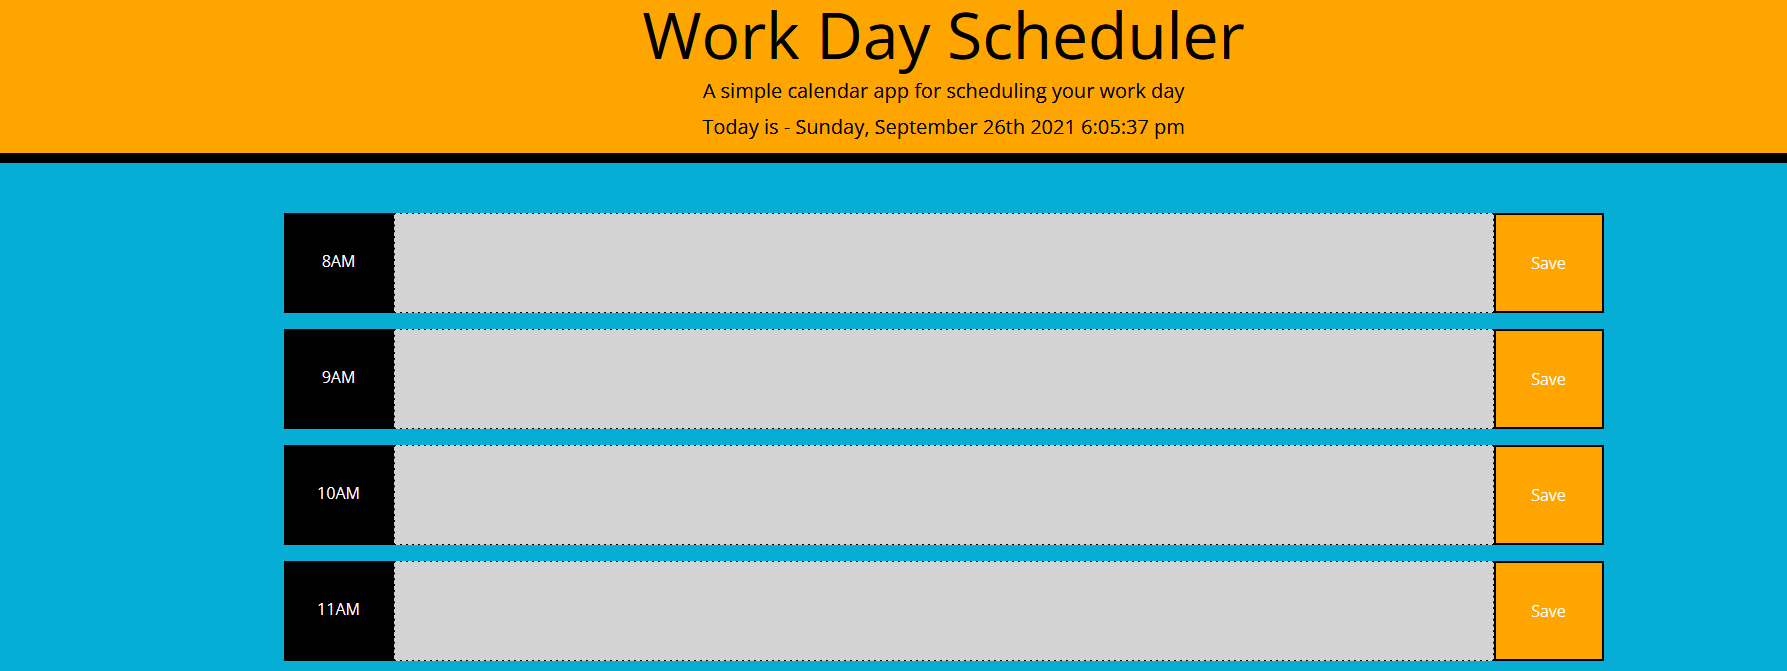 Work Day Scheduler
A simple calendar app for scheduling your work day
Today is - Sunday, September 26th 2021 6:05:37 pm
8AM
Save
9AM
Save
10AM
Save
11AM
Save